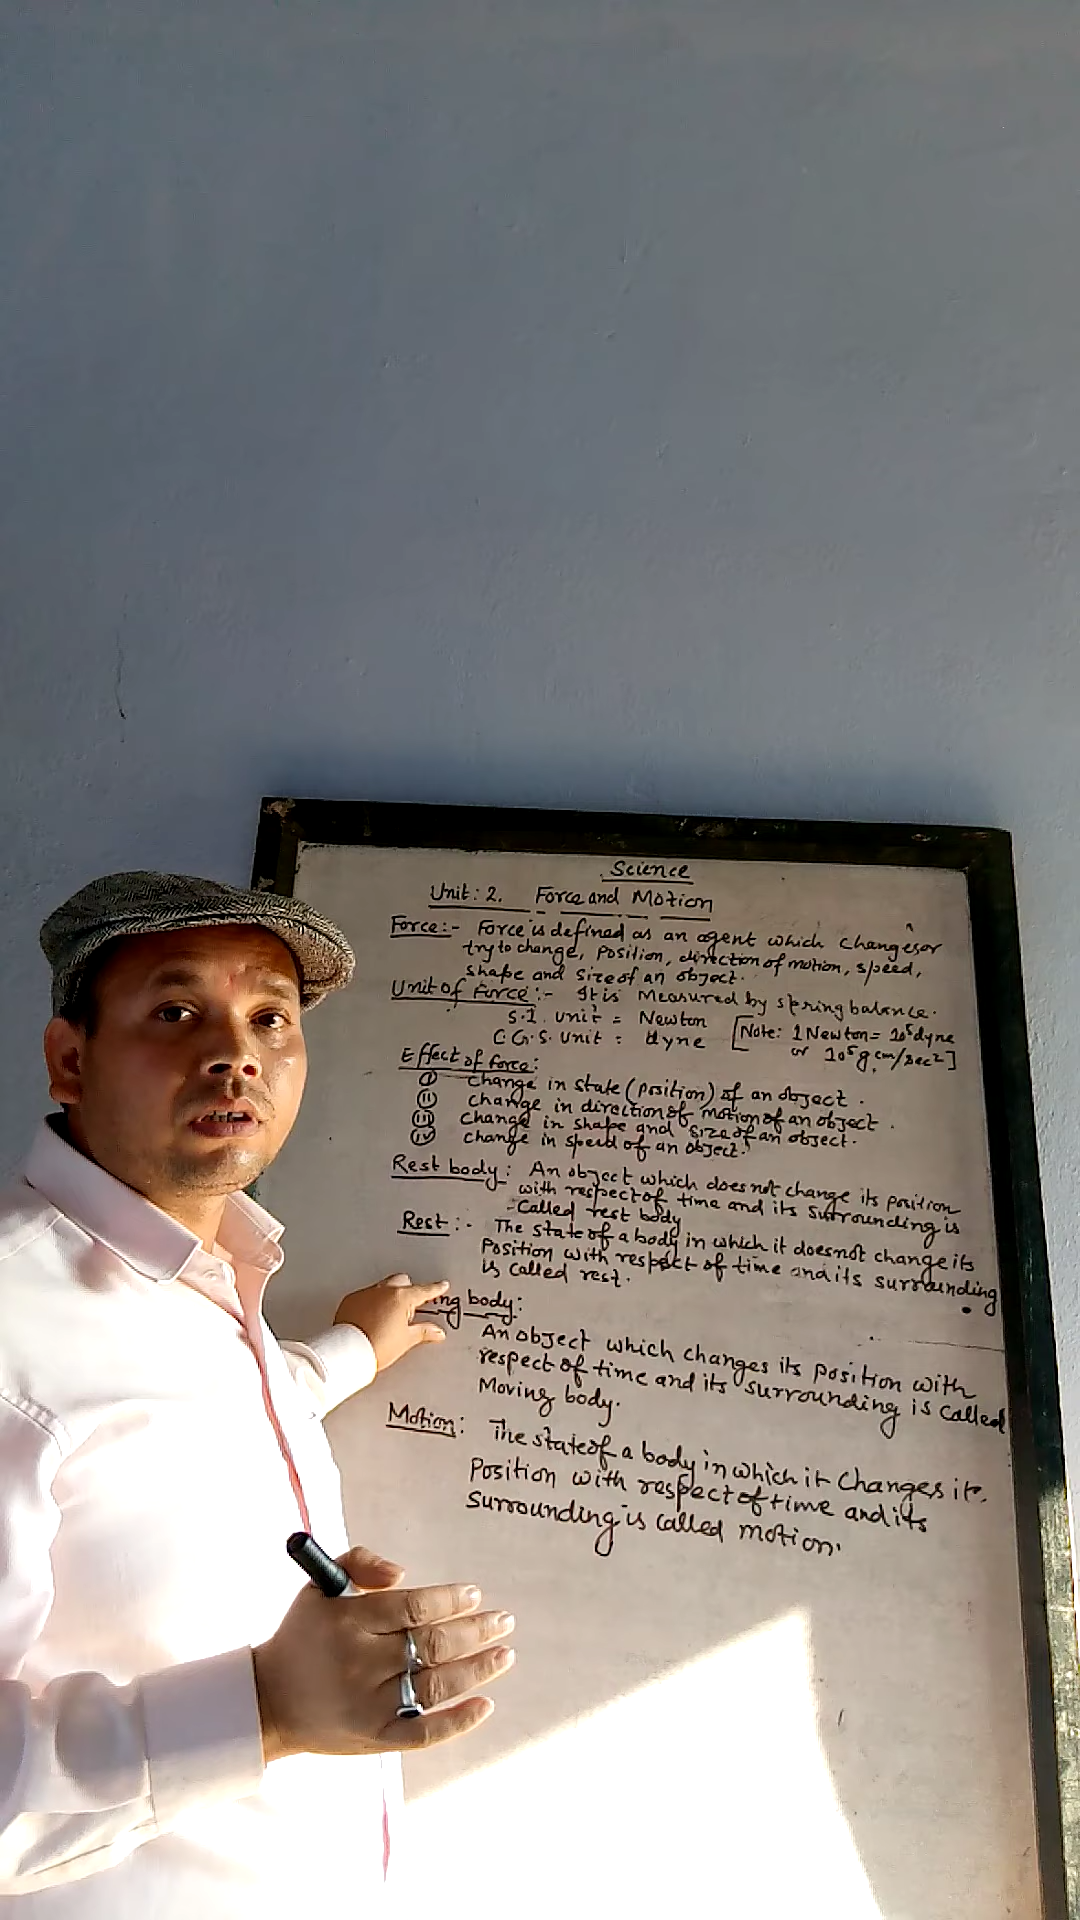 Science
Unit: 2. Force and Motion
Force:- Force is defined as an agent which changes or
try to change, position, direction of motion, speed,
shape and size of an object.
Unit of Force:- It is Measured by spring balance.
S.I. unit = Newton [Note: 1 Newton = 10⁵ dyne
C.G.S. unit = dyne or 10⁵ g cm/sec²]
Effect of force:
(I) change in state (position) of an object.
(II) change in direction of motion of an object.
(III) change in shape and size of an object.
(IV) change in speed of an object.
Rest body: An object which does not change its position
with respect of time and its surrounding is
called rest body
Rest:- The state of a body in which it does not change its
Position with respect of time and its surrounding
is called rest.
ing body:
An object which changes its position with
respect of time and its surrounding is called
Moving body.
Motion: The state of a body in which it changes it.
Position with respect of time and its
surrounding is called motion.